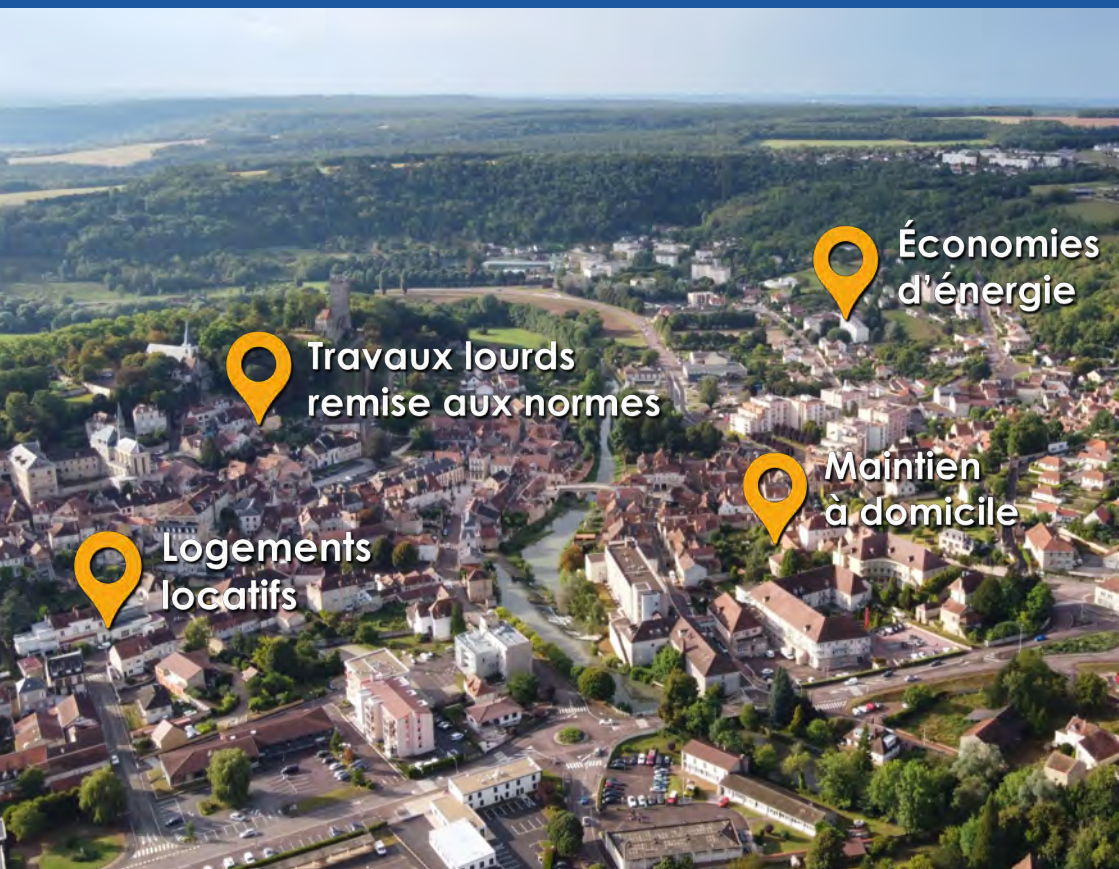 Économies
d'énergie
Travaux lourds
remise aux normes
Maintien
à domicile
Logements
locatifs